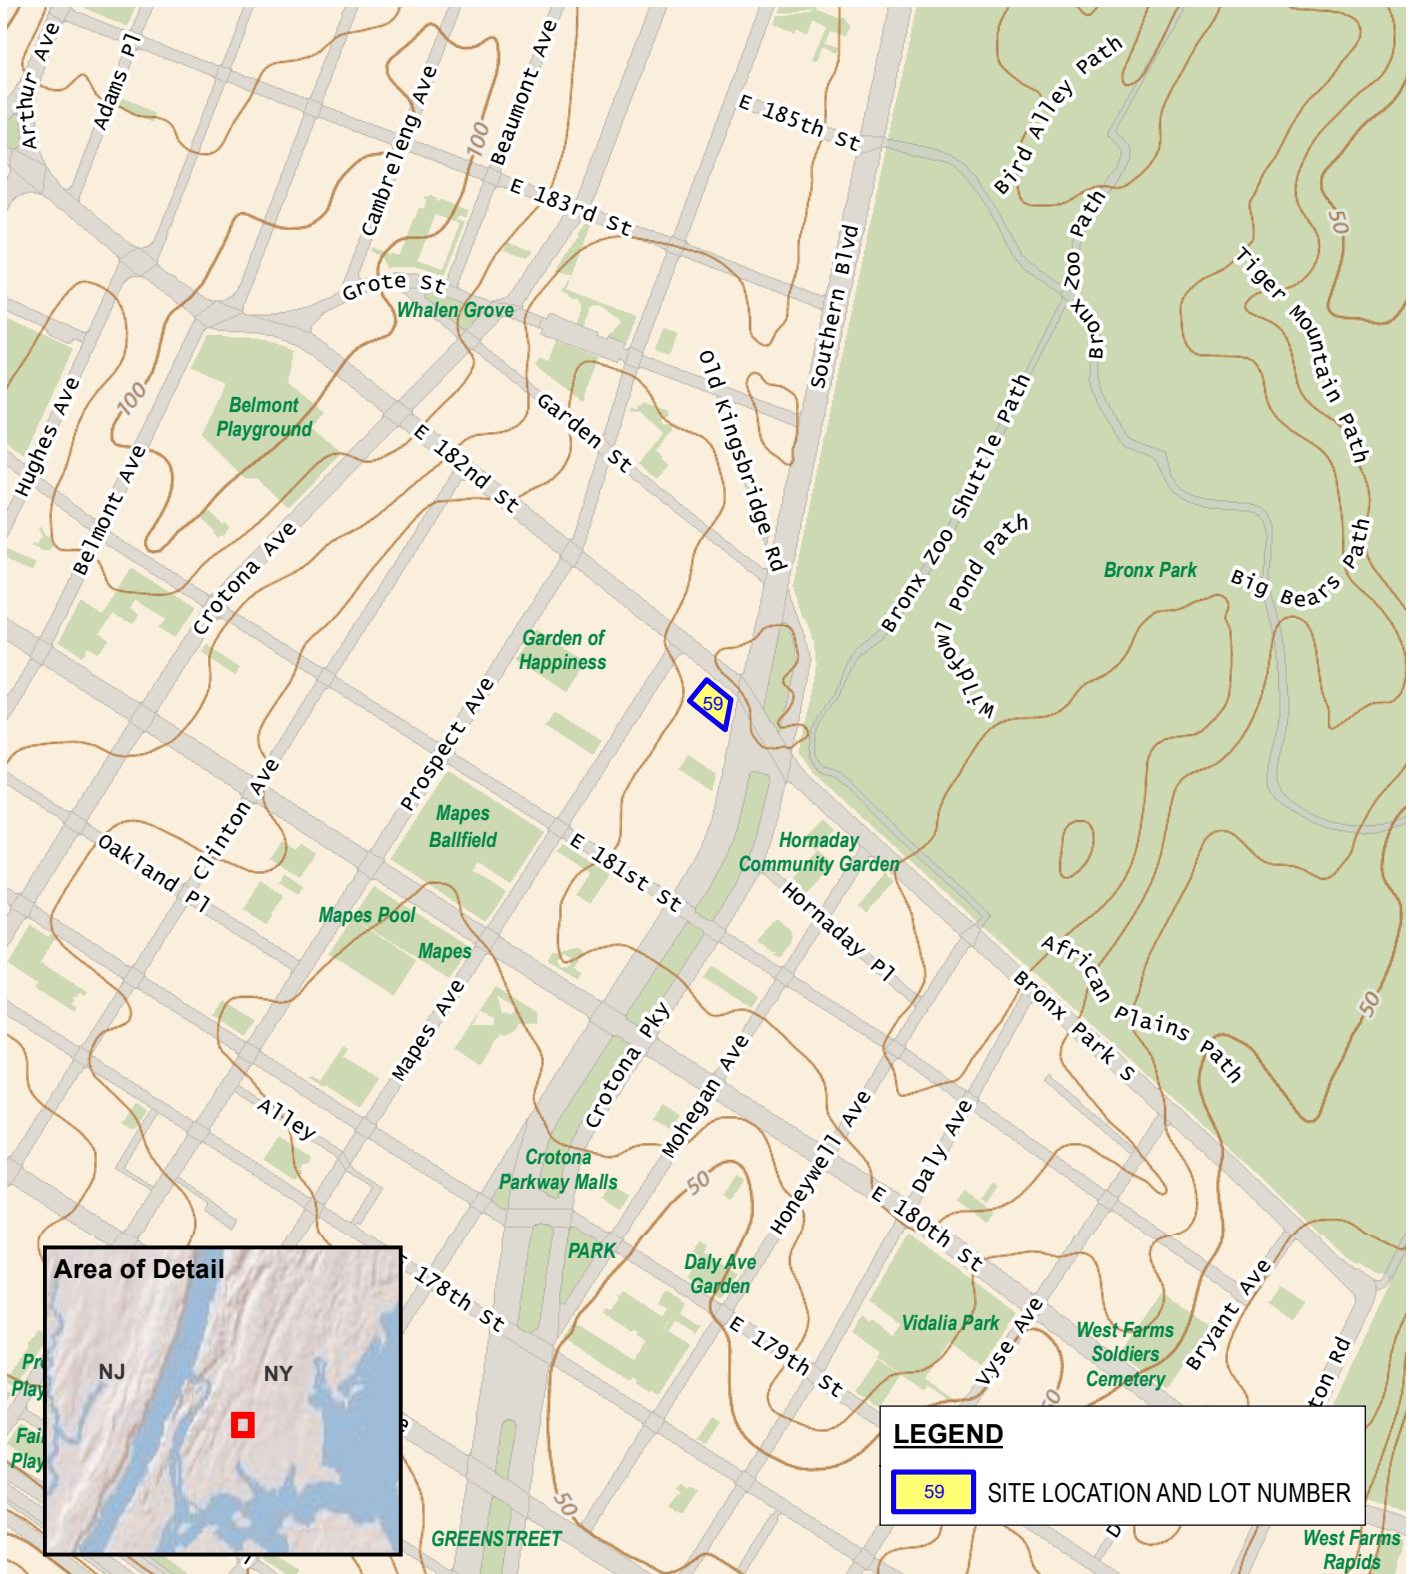 Arthur Ave
Adams Pl
Cambreleng Ave
100
Beaumont Ave
E 185th St
Bird Alley Path
E 183rd St
Bronx Zoo Path
50
Tiger Mountain Path
Southern Blvd
Grote St
Whalen Grove
Old Kingsbridge Rd
100
Belmont
Playground
Hughes Ave
Belmont Ave
E 182nd St
Garden St
Bronx Zoo Shuttle Path
Wildfowl Pond Path
Bronx Park
Big Bears Path
Crotona Ave
Garden of
Happiness
59
Prospect Ave
Clinton Ave
Mapes
Ballfield
Oakland Pl
E 181st St
Hornaday
Community Garden
Hornaday Pl
Mapes Pool
Mapes
African Plains Path
Bronx Park S
50
Mapes Ave
Crotona Pky
Mohegan Ave
Alley
Honeywell Ave
Daly Ave
Crotona
Parkway Malls
50
E 180th St
PARK
Daly Ave
Garden
E 178th St
E 179th St
Vidalia Park
Vyse Ave
West Farms
Soldiers
Cemetery
Bryant Ave
ton Rd
50
GREENSTREET
West Farms
Rapids
Area of Detail
NJ
NY
LEGEND
59
SITE LOCATION AND LOT NUMBER